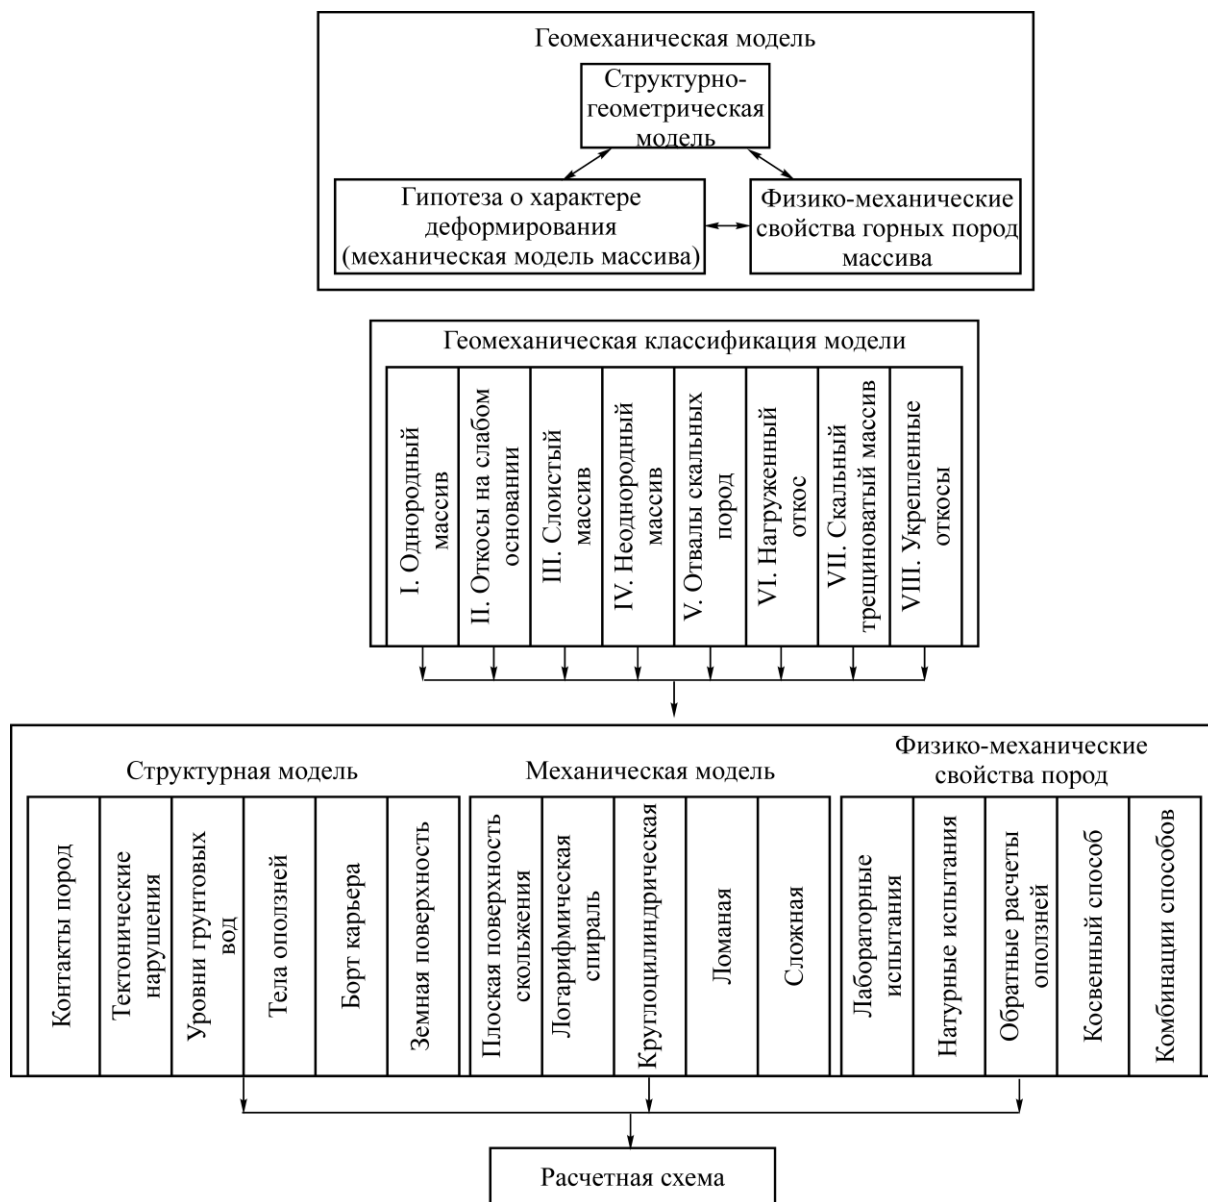 Геомеханическая модель
Структурно-
геометрическая
модель
Гипотеза о характере
деформирования
(механическая модель массива)
Физико-механические
свойства горных пород
массива
Геомеханическая классификация модели
I. Однородный
массив
II. Откосы на слабом
основании
III. Слоистый
массив
IV. Неоднородный
массив
V. Отвалы скальных
пород
VI. Нагруженный
откос
VII. Скальный
трещиноватый массив
VIII. Укрепленные
откосы
Структурная модель
Контакты пород
Тектонические
нарушения
Уровни грунтовых
вод
Тела оползней
Борт карьера
Земная поверхность
Механическая модель
Плоская поверхность
скольжения
Логарифмическая
спираль
Круглоцилиндрическая
Ломаная
Сложная
Физико-механические
свойства пород
Лабораторные
испытания
Натурные испытания
Обратные расчеты
оползней
Косвенный способ
Комбинации способов
Расчетная схема